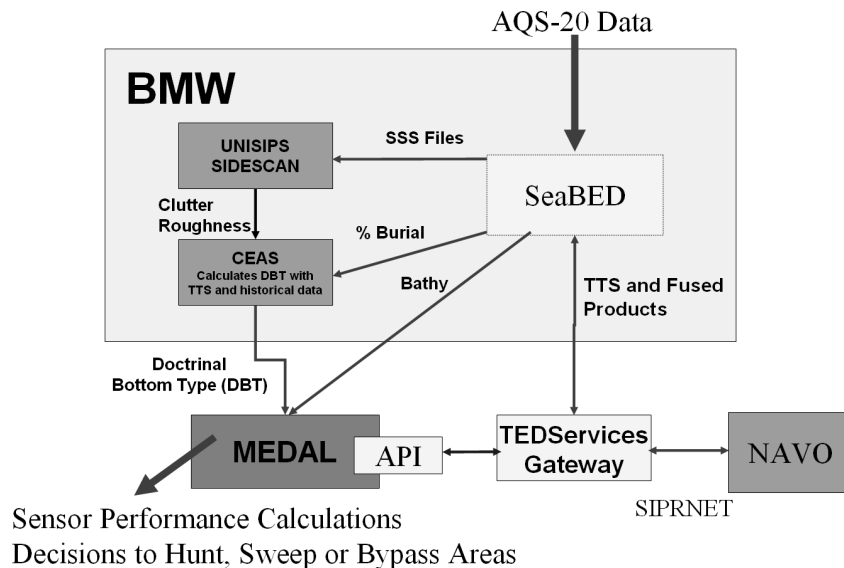 AQS-20 Data
BMW
UNISIPS
SIDESCAN
SSS Files
SeaBED
Clutter
Roughness
% Burial
CEAS
Calculates DBT with
TTS and historical data
Bathy
TTS and Fused
Products
Doctrinal
Bottom Type (DBT)
MEDAL
API
TEDServices
Gateway
NAVO
SIPRNET
Sensor Performance Calculations
Decisions to Hunt, Sweep or Bypass Areas